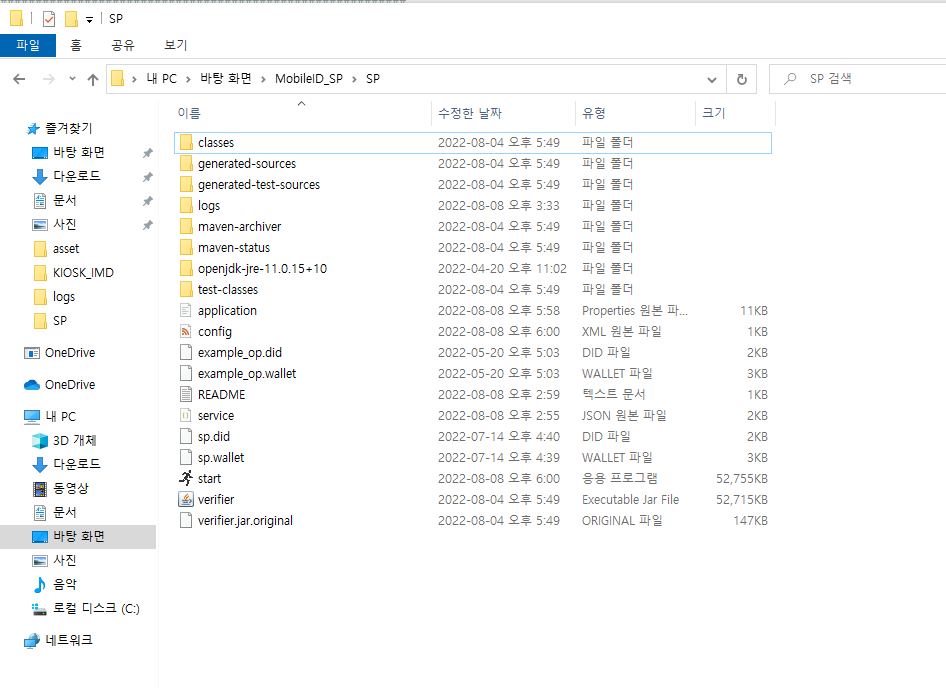 SP
파일 홈 공유 보기
내 PC > 바탕 화면 > MobileID_SP > SP SP 검색
이름 수정한 날짜 유형 크기
즐겨찾기
바탕 화면
다운로드
문서
사진
asset
KIOSK_IMD
logs
SP
OneDrive
OneDrive
내 PC
3D 개체
다운로드
동영상
문서
바탕 화면
사진
음악
로컬 디스크 (C:)
네트워크
classes 2022-08-04 오후 5:49 파일 폴더
generated-sources 2022-08-04 오후 5:49 파일 폴더
generated-test-sources 2022-08-04 오후 5:49 파일 폴더
logs 2022-08-08 오후 3:33 파일 폴더
maven-archiver 2022-08-04 오후 5:49 파일 폴더
maven-status 2022-08-04 오후 5:49 파일 폴더
openjdk-jre-11.0.15+10 2022-04-20 오후 11:02 파일 폴더
test-classes 2022-08-04 오후 5:49 파일 폴더
application 2022-08-08 오후 5:58 Properties 원본 파... 11KB
config 2022-08-08 오후 6:00 XML 원본 파일 1KB
example_op.did 2022-05-20 오후 5:03 DID 파일 2KB
example_op.wallet 2022-05-20 오후 5:03 WALLET 파일 3KB
README 2022-08-08 오후 2:59 텍스트 문서 1KB
service 2022-08-08 오후 2:55 JSON 원본 파일 2KB
sp.did 2022-07-14 오후 4:40 DID 파일 2KB
sp.wallet 2022-07-14 오후 4:39 WALLET 파일 3KB
start 2022-08-08 오후 6:00 응용 프로그램 52,755KB
verifier 2022-08-04 오후 5:49 Executable Jar File 52,715KB
verifier.jar.original 2022-08-04 오후 5:49 ORIGINAL 파일 147KB